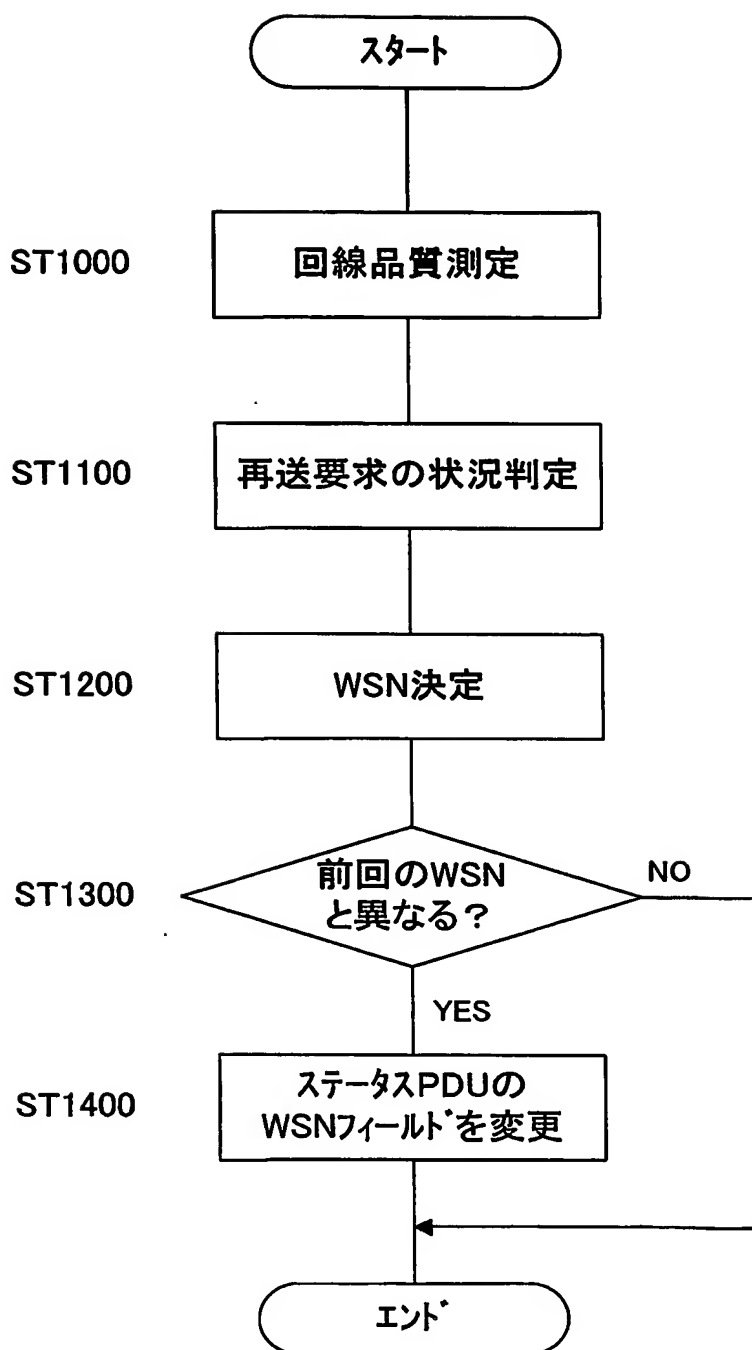 スタート
ST1000
回線品質測定
ST1100
再送要求の状況判定
ST1200
WSN決定
ST1300
前回のWSN
と異なる?
NO
YES
ST1400
ステータスPDUの
WSNフィールドを変更
エンド